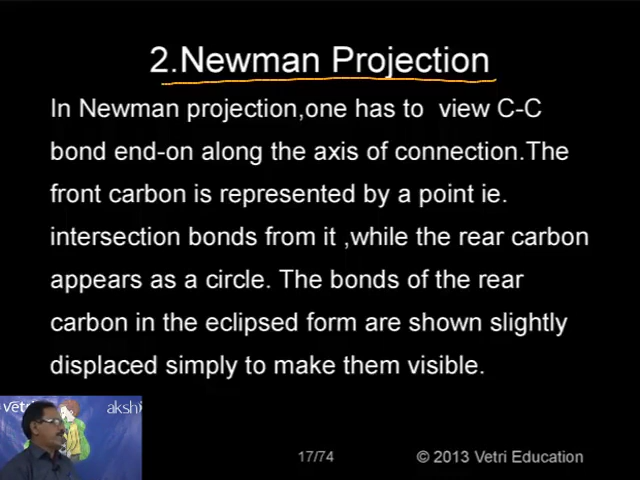 2.Newman Projection
In Newman projection,one has to view C-C
bond end-on along the axis of connection.The
front carbon is represented by a point ie.
intersection bonds from it ,while the rear carbon
appears as a circle. The bonds of the rear
carbon in the eclipsed form are shown slightly
displaced simply to make them visible.
vetri akshi
17/74 © 2013 Vetri Education